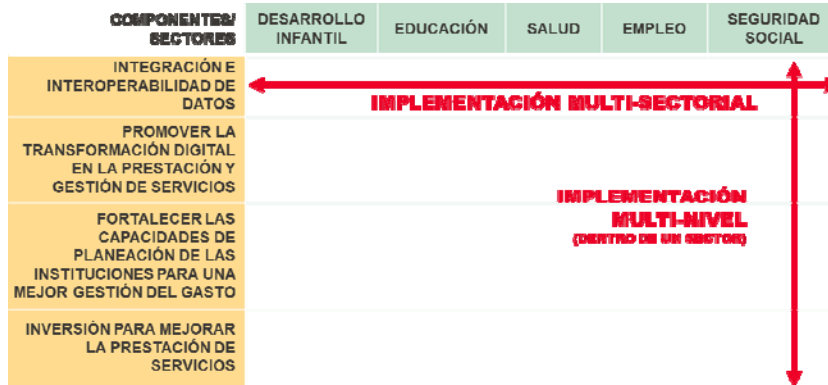 COMPONENTES/
SECTORES
DESARROLLO
INFANTIL
EDUCACIÓN
SALUD
EMPLEO
SEGURIDAD
SOCIAL
INTEGRACIÓN E
INTEROPERABILIDAD DE
DATOS
IMPLEMENTACIÓN MULTI-SECTORIAL
PROMOVER LA
TRANSFORMACIÓN DIGITAL
EN LA PRESTACIÓN Y
GESTIÓN DE SERVICIOS
IMPLEMENTACIÓN
MULTI-NIVEL
(DENTRO DE UN SECTOR)
FORTALECER LAS
CAPACIDADES DE
PLANEACIÓN DE LAS
INSTITUCIONES PARA UNA
MEJOR GESTIÓN DEL GASTO
INVERSIÓN PARA MEJORAR
LA PRESTACIÓN DE
SERVICIOS